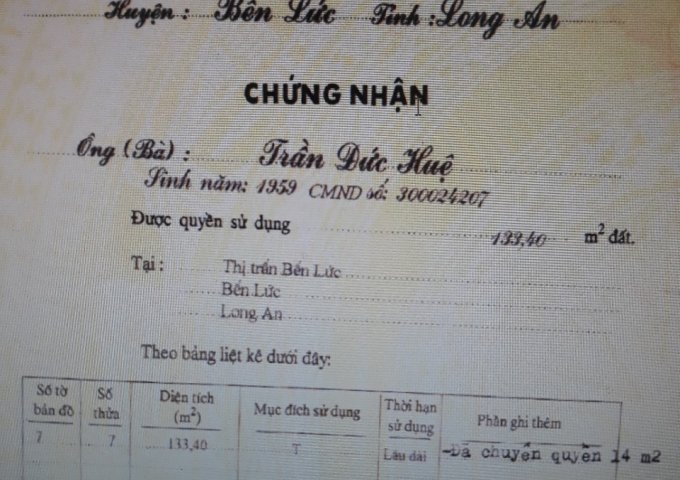 Huyện: Bến Lức Tỉnh: Long An
CHỨNG NHẬN
Ông (Bà): Trần Đức Huệ
Sinh năm: 1959 CMND số: 300024207
Được quyền sử dụng 133,40 m² đất.
Tại: Thị trấn Bến Lức
Bến Lức
Long An
Theo bảng liệt kê dưới đây:
Số tờ bản đồ Số thửa Diện tích (m²) Mục đích sử dụng Thời hạn sử dụng Phần ghi thêm
7 7 133,40 T Lâu dài -Đã chuyển quyền 14 m2